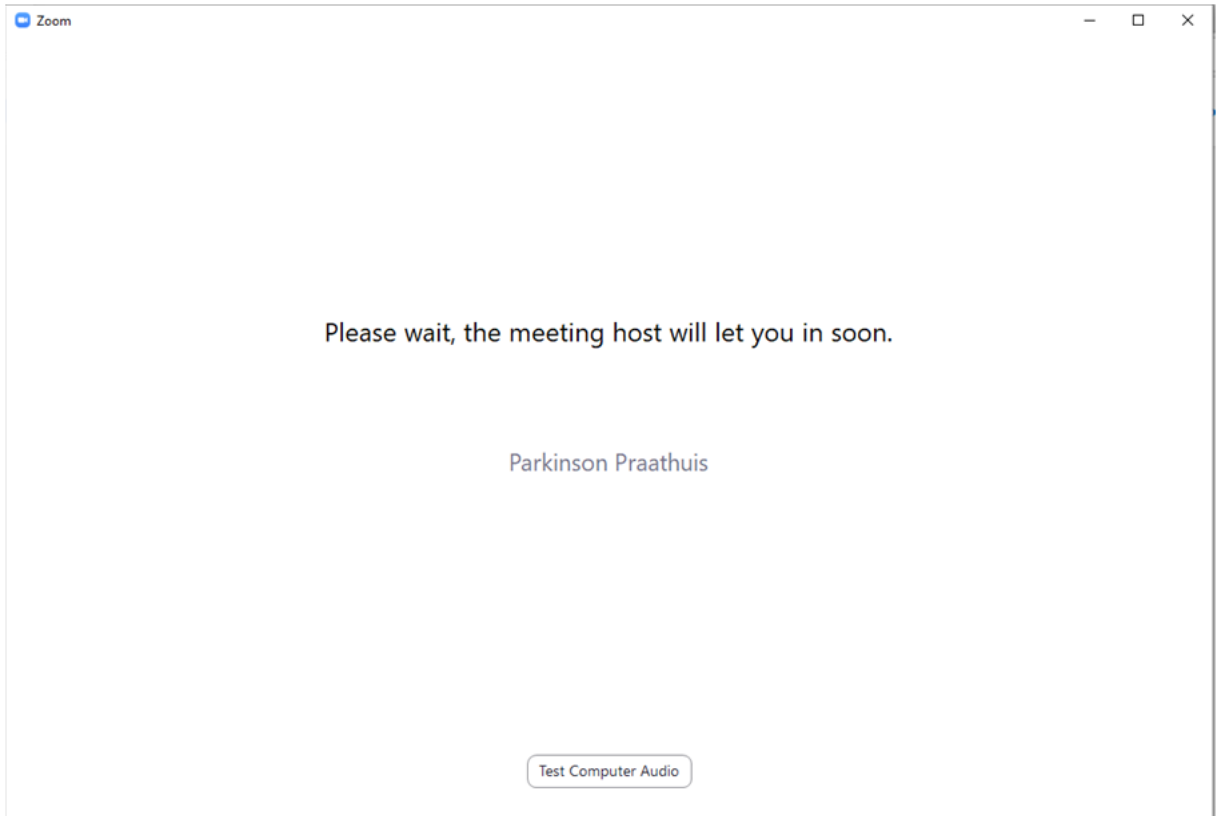 Zoom
Please wait, the meeting host will let you in soon.
Parkinson Praathuis
Test Computer Audio